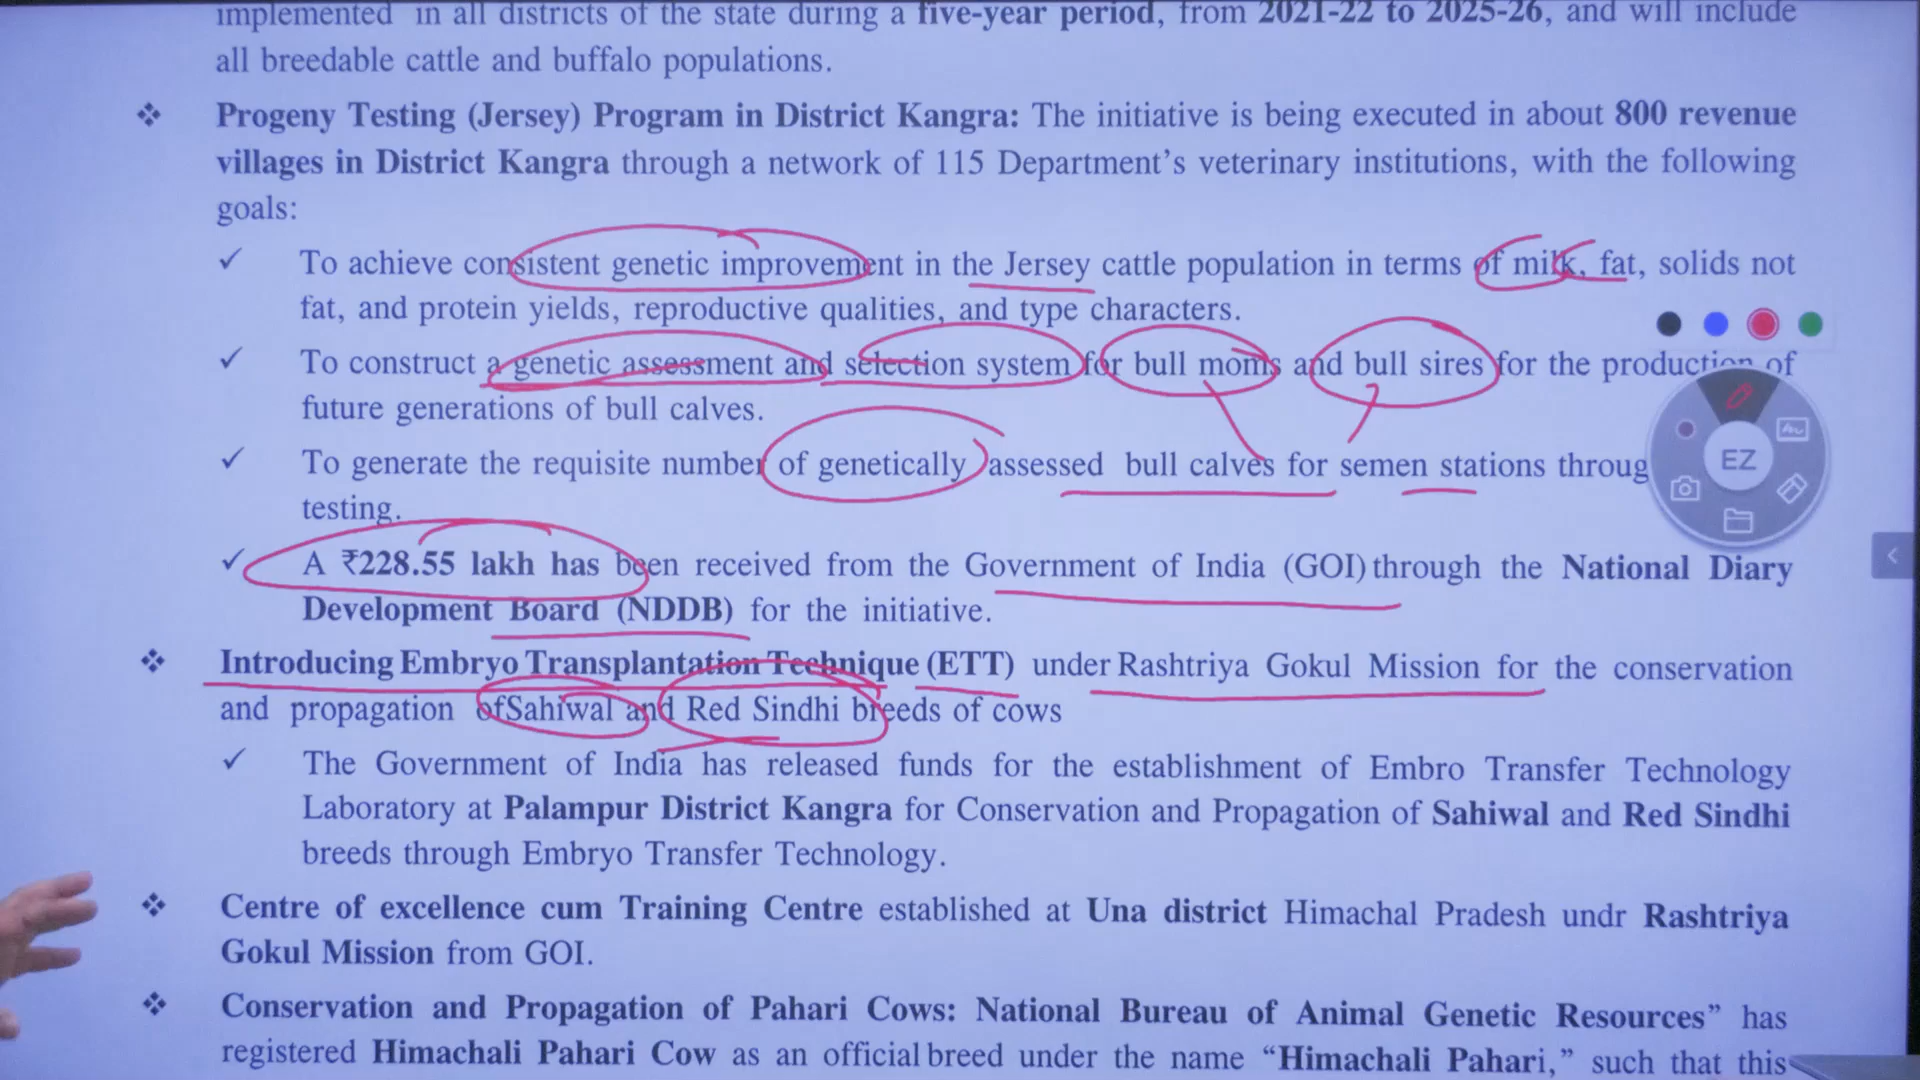 implemented in all districts of the state during a five-year period, from 2021-22 to 2025-26, and will include
all breedable cattle and buffalo populations.
❖ Progeny Testing (Jersey) Program in District Kangra: The initiative is being executed in about 800 revenue
villages in District Kangra through a network of 115 Department's veterinary institutions, with the following
goals:
✓ To achieve consistent genetic improvement in the Jersey cattle population in terms of milk, fat, solids not
fat, and protein yields, reproductive qualities, and type characters.
✓ To construct a genetic assessment and selection system for bull moms and bull sires for the production of
future generations of bull calves.
✓ To generate the requisite number of genetically assessed bull calves for semen stations throug
EZ
testing.
✓ A ₹228.55 lakh has been received from the Government of India (GOI) through the National Diary
Development Board (NDDB) for the initiative.
❖ Introducing Embryo Transplantation Technique (ETT) under Rashtriya Gokul Mission for the conservation
and propagation ofSahiwal and Red Sindhi breeds of cows
✓ The Government of India has released funds for the establishment of Embro Transfer Technology
Laboratory at Palampur District Kangra for Conservation and Propagation of Sahiwal and Red Sindhi
breeds through Embryo Transfer Technology.
❖ Centre of excellence cum Training Centre established at Una district Himachal Pradesh undr Rashtriya
Gokul Mission from GOI.
❖ Conservation and Propagation of Pahari Cows: National Bureau of Animal Genetic Resources” has
registered Himachali Pahari Cow as an official breed under the name “Himachali Pahari,” such that this